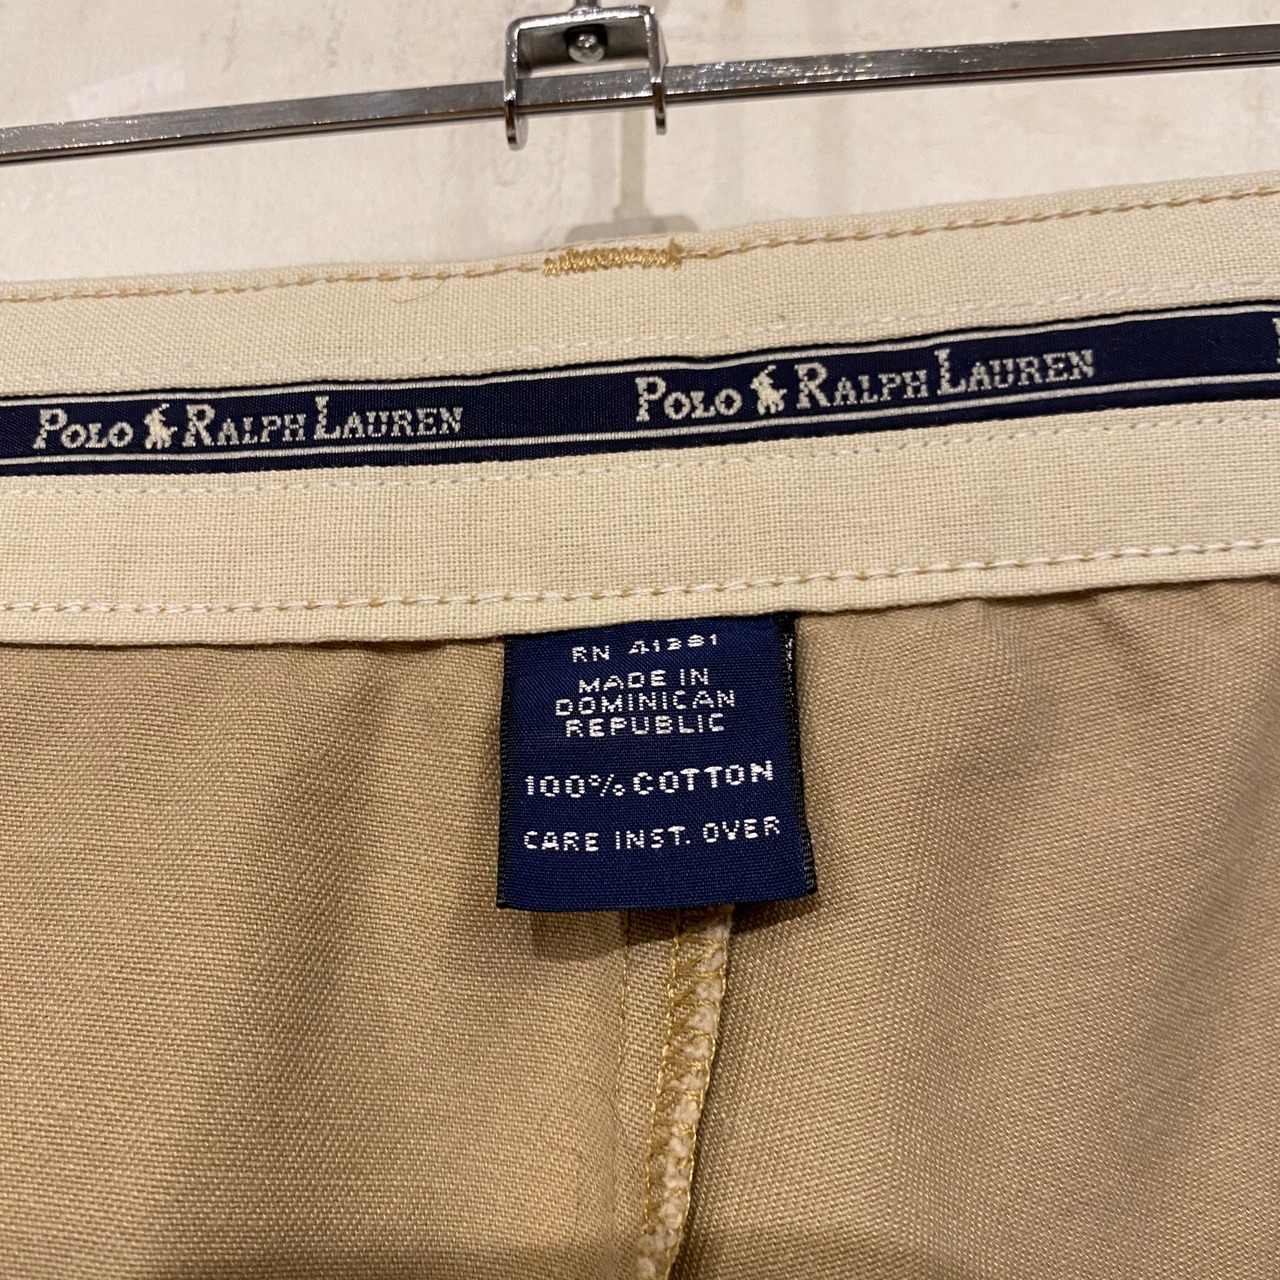 POLO RALPH LAUREN POLO RALPH LAUREN
RN 41381
MADE IN
DOMINICAN
REPUBLIC
100% COTTON
CARE INST. OVER